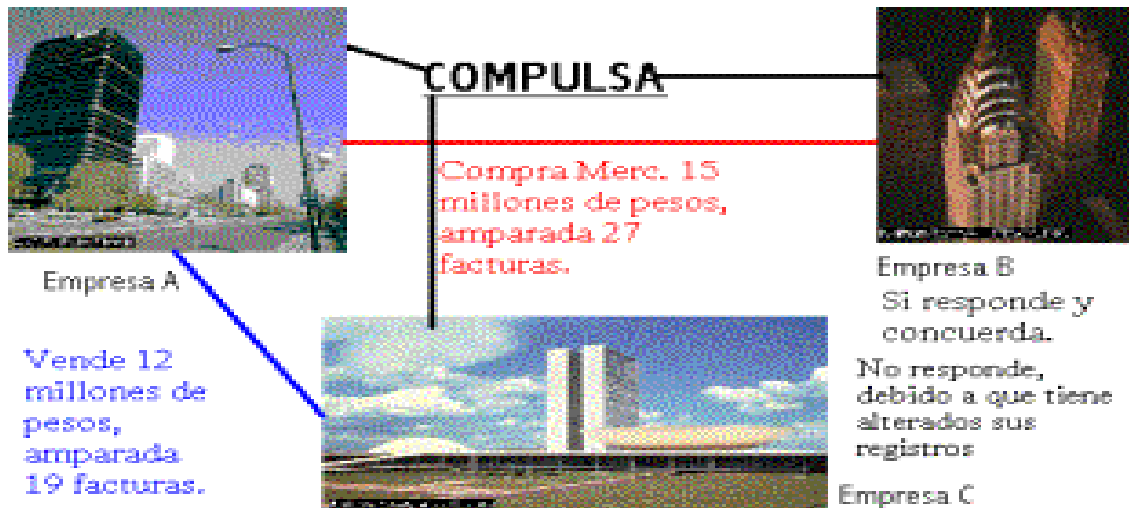 COMPULSA
Compra Merc. 15
millones de pesos,
amparada 27
facturas.
Empresa A
Empresa B
Si responde y
concuerda.
Vende 12
millones de
pesos,
amparada
19 facturas.
No responde,
debido a que tiene
alterados sus
registros
Empresa C